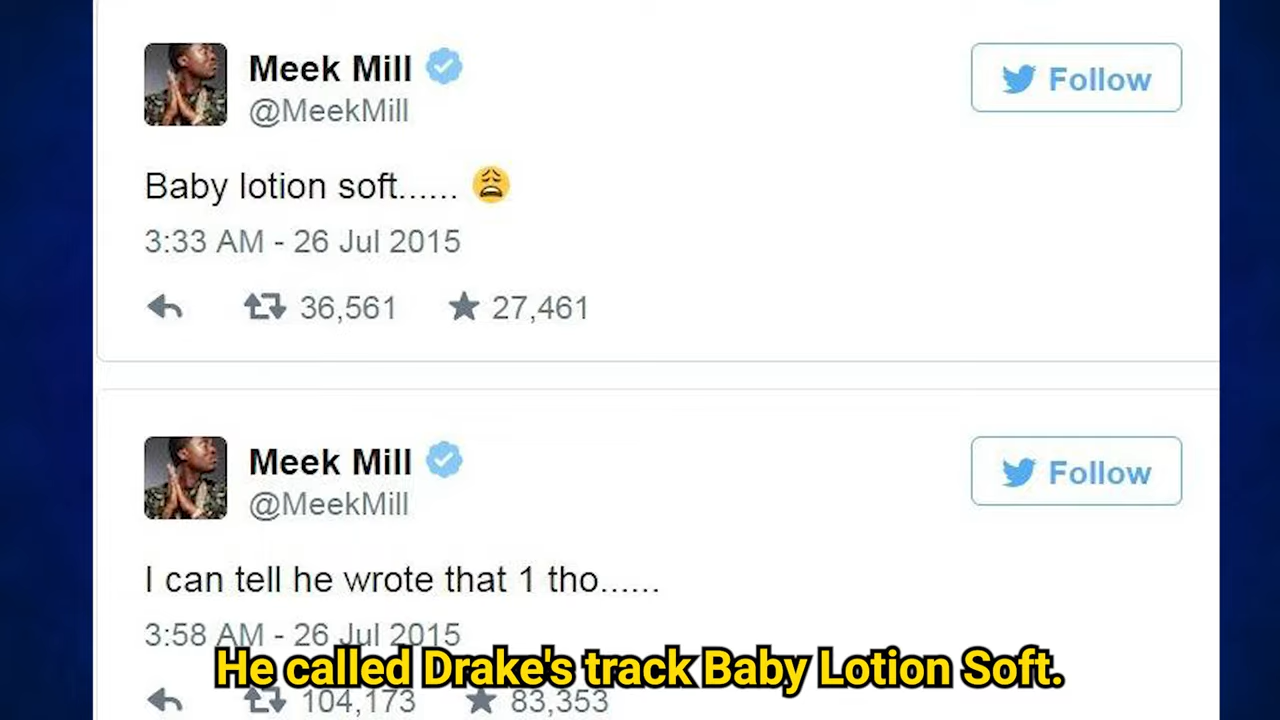 Meek Mill
@MeekMill
Follow
Baby lotion soft...... 😩
3:33 AM - 26 Jul 2015
36,561 27,461
Meek Mill
@MeekMill
Follow
I can tell he wrote that 1 tho......
3:58 AM - 26 Jul 2015
He called Drake's track Baby Lotion Soft.
104,173 83,353